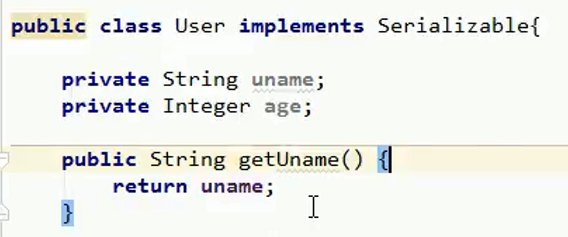 public class User implements Serializable{
private String uname;
private Integer age;
public String getUname() {
return uname;
}